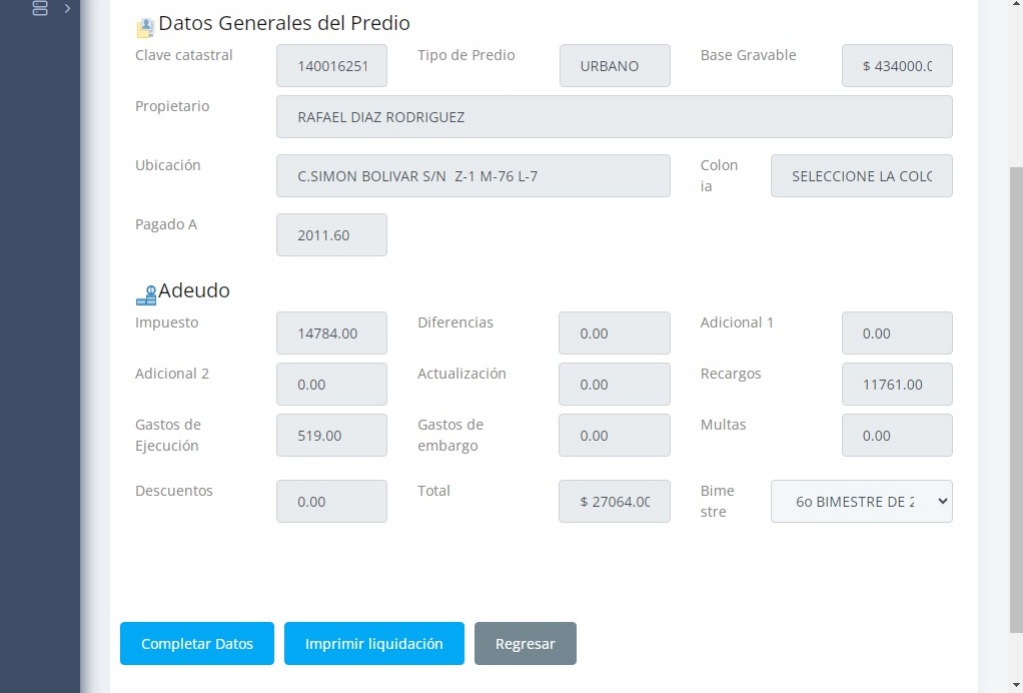 Datos Generales del Predio
Clave catastral 140016251 Tipo de Predio URBANO Base Gravable $ 434000.0
Propietario RAFAEL DIAZ RODRIGUEZ
Ubicación C.SIMON BOLIVAR S/N Z-1 M-76 L-7 Colon
ia SELECCIONE LA COLO
Pagado A 2011.60
Adeudo
Impuesto 14784.00 Diferencias 0.00 Adicional 1 0.00
Adicional 2 0.00 Actualización 0.00 Recargos 11761.00
Gastos de
Ejecución 519.00 Gastos de
embargo 0.00 Multas 0.00
Descuentos 0.00 Total $ 27064.00 Bime
stre 6o BIMESTRE DE 2
Completar Datos Imprimir liquidación Regresar